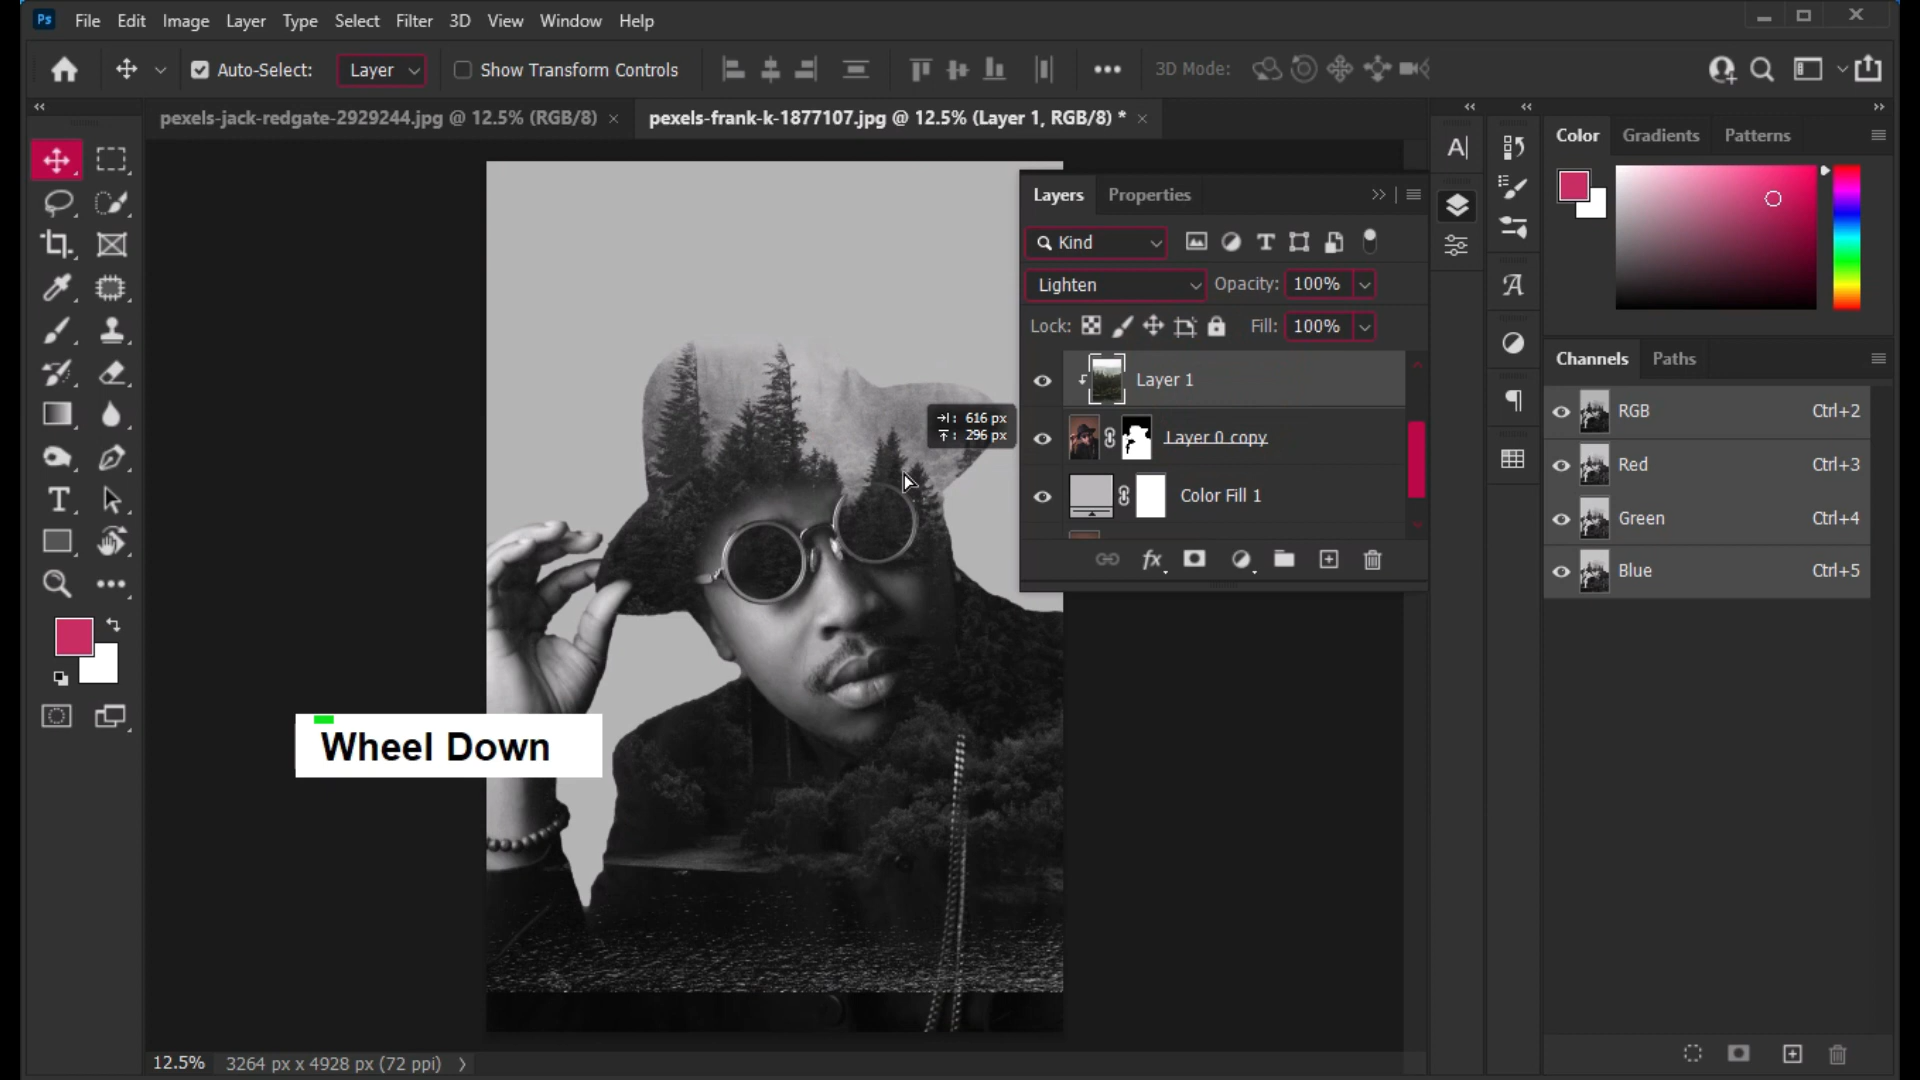 Ps File Edit Image Layer Type Select Filter 3D View Window Help
Auto-Select: Layer Show Transform Controls 3D Mode:
pexels-jack-redgate-2929244.jpg @ 12.5% (RGB/8) × pexels-frank-k-1877107.jpg @ 12.5% (Layer 1, RGB/8) * ×
Color Gradients Patterns
Layers Properties
Kind
Lighten Opacity: 100%
Lock: Fill: 100%
Layer 1
Layer 0 copy
Color Fill 1
fx
616 px
296 px
Channels Paths
RGB Ctrl+2
Red Ctrl+3
Green Ctrl+4
Blue Ctrl+5
Wheel Down
12.5% 3264 px x 4928 px (72 ppi)